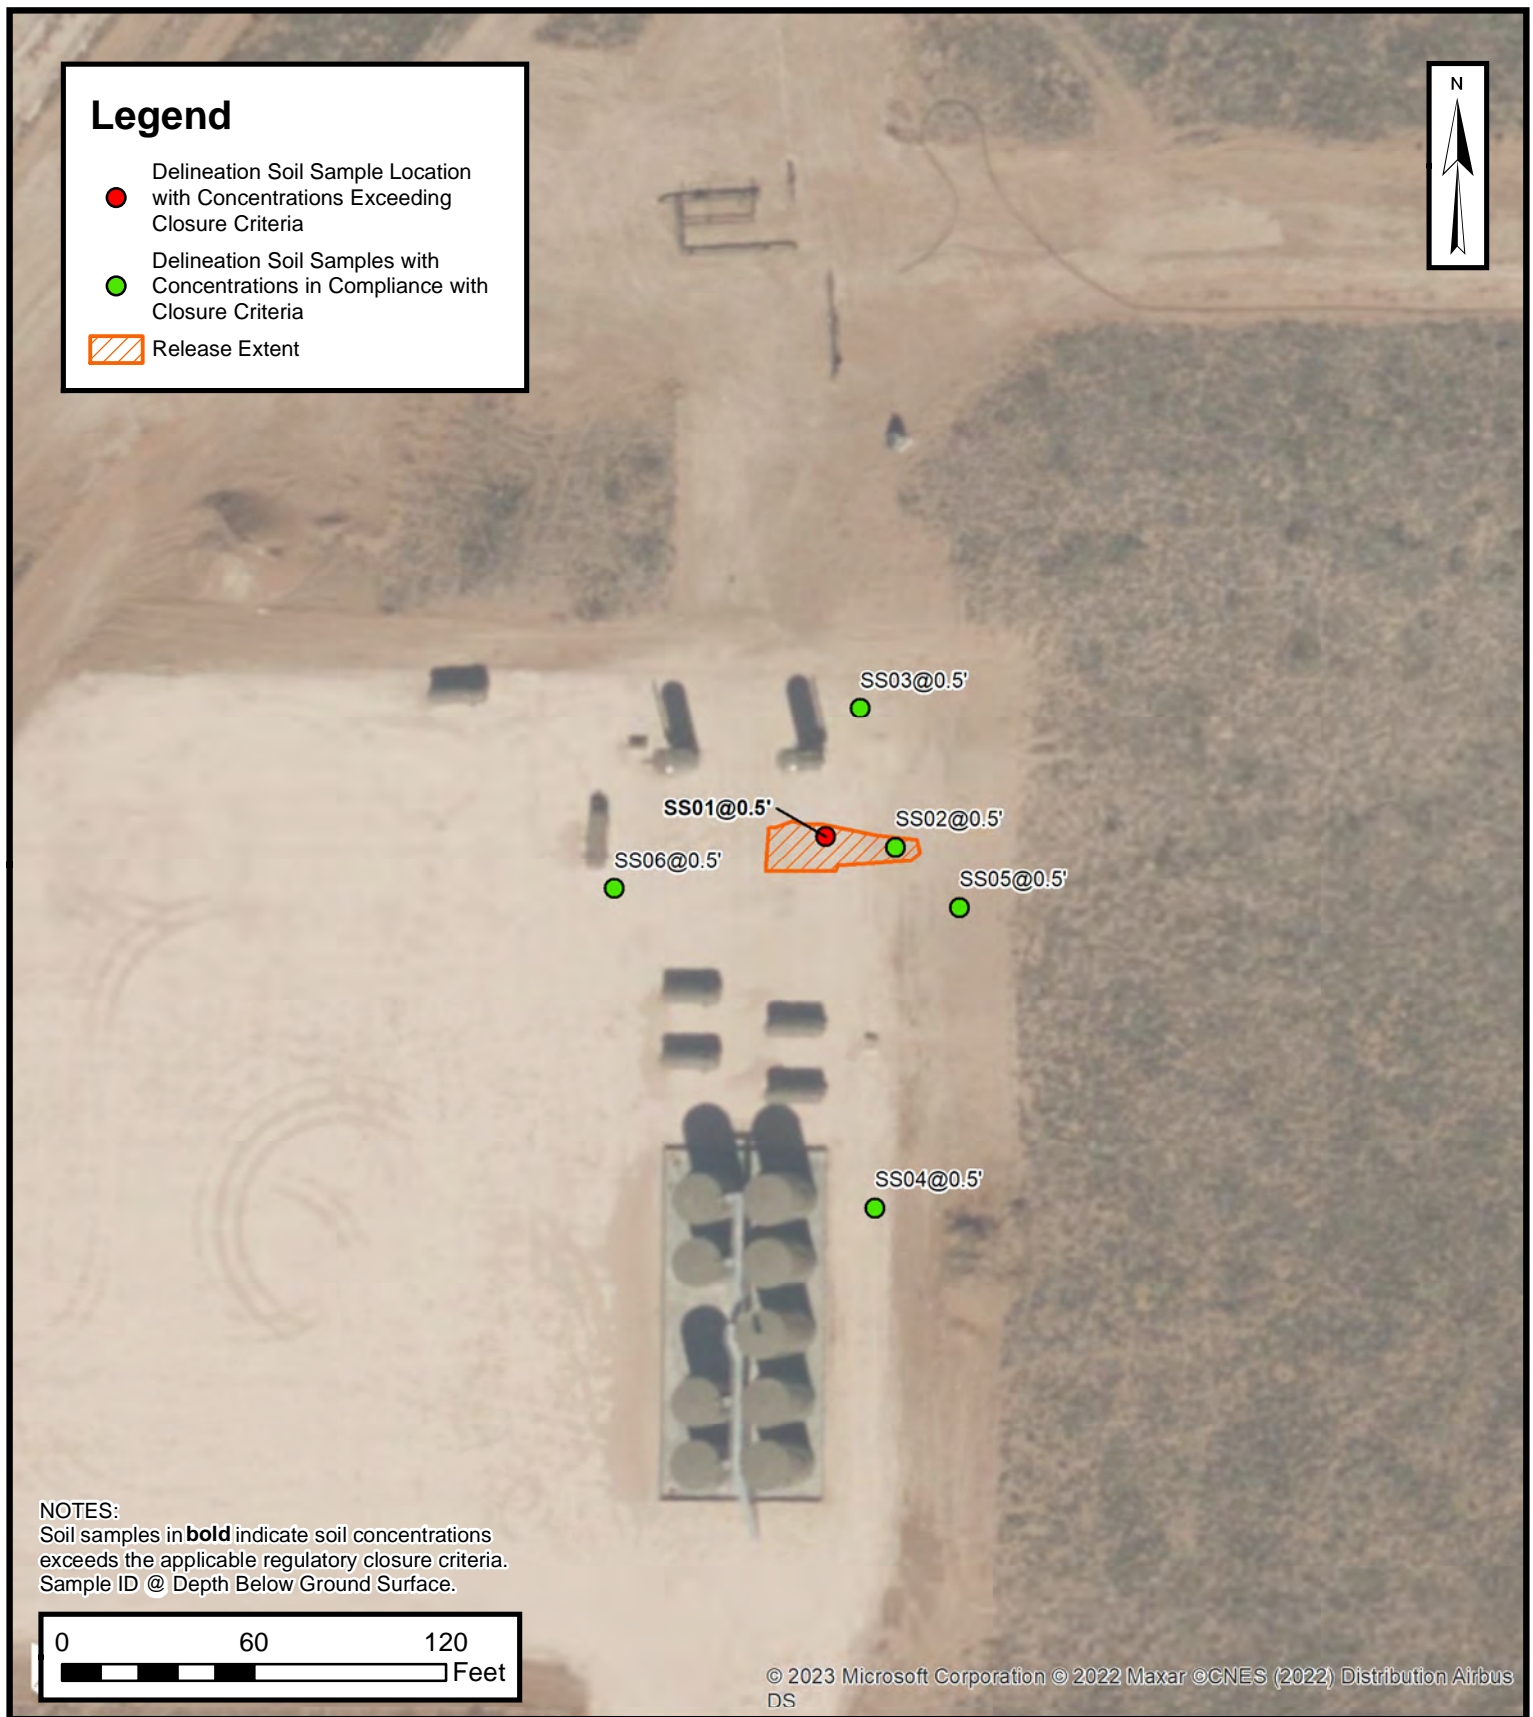 Legend
Delineation Soil Sample Location
with Concentrations Exceeding
Closure Criteria
Delineation Soil Samples with
Concentrations in Compliance with
Closure Criteria
Release Extent
N
SS03@0.5'
SS01@0.5'
SS02@0.5'
SS06@0.5'
SS05@0.5'
SS04@0.5'
NOTES:
Soil samples in bold indicate soil concentrations
exceeds the applicable regulatory closure criteria.
Sample ID @ Depth Below Ground Surface.
0 60 120
Feet
© 2023 Microsoft Corporation © 2022 Maxar ©CNES (2022) Distribution Airbus
DS